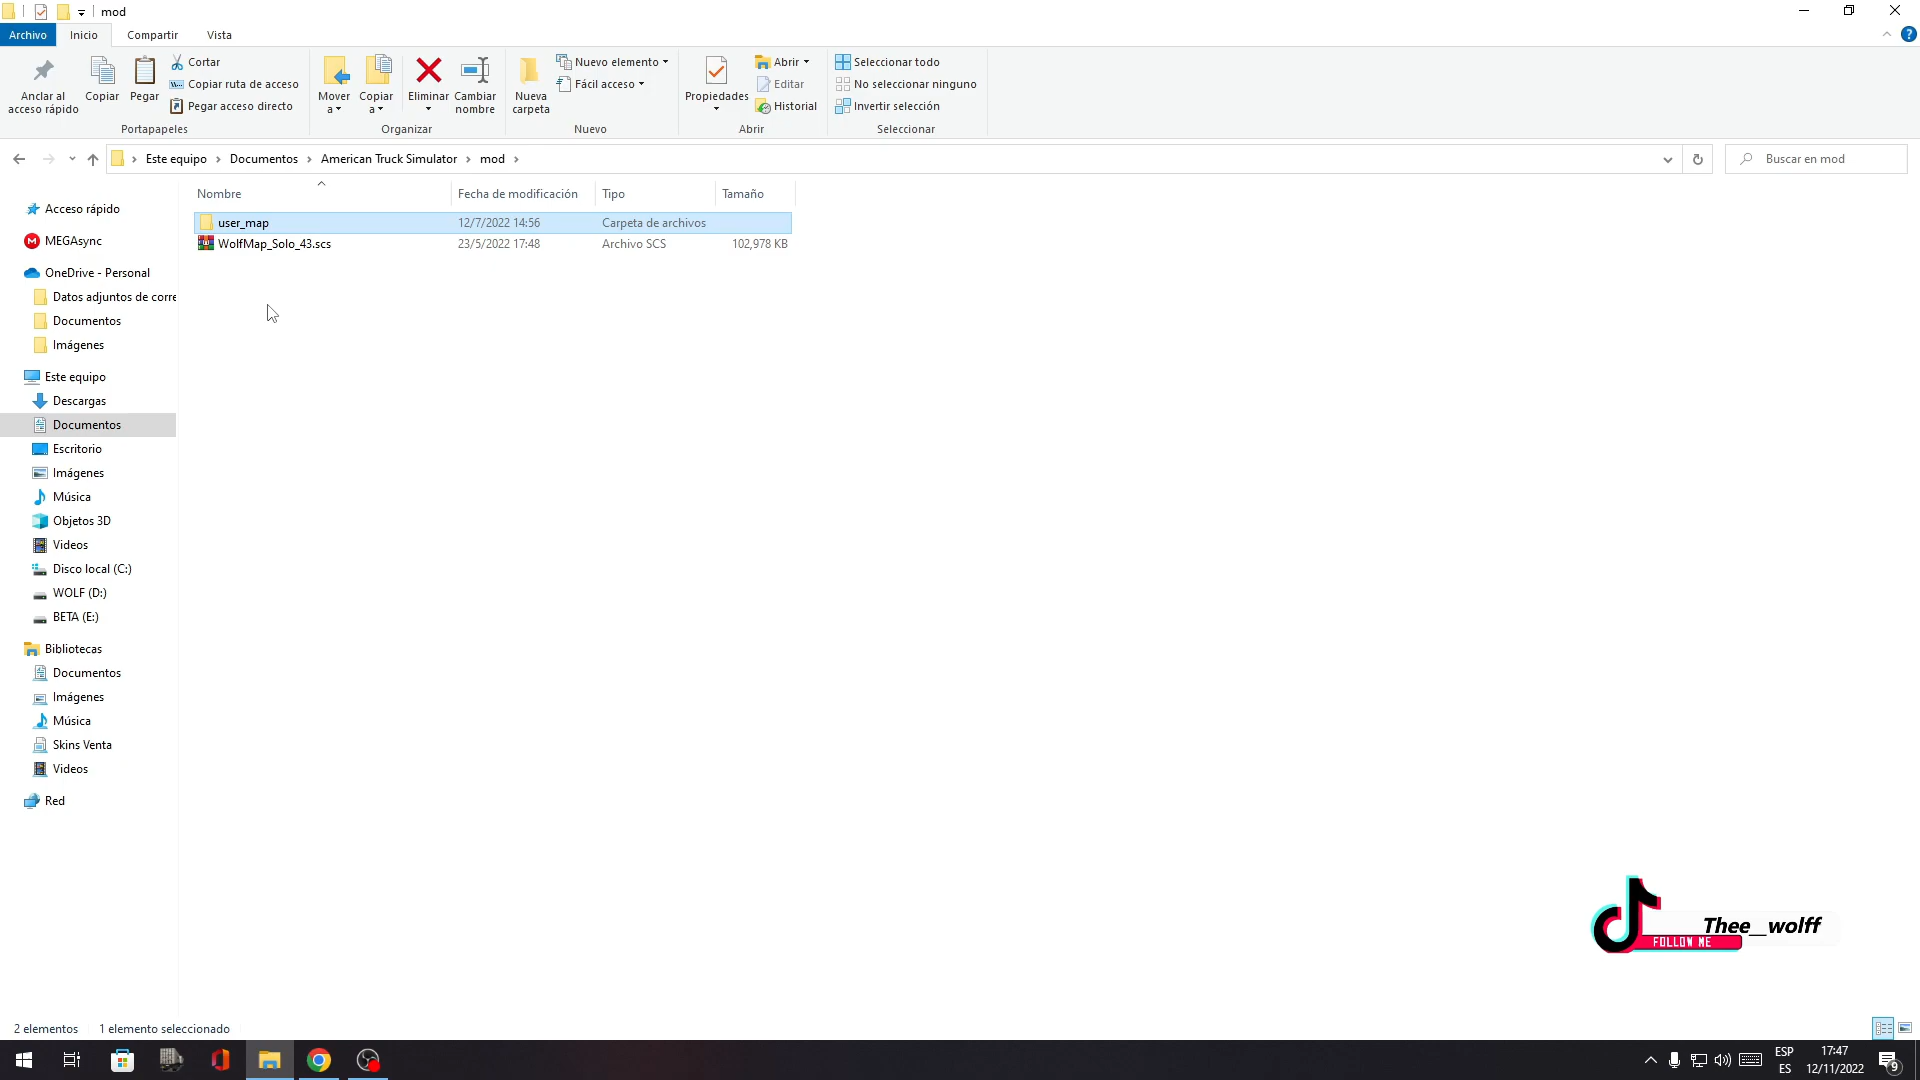 mod
Archivo
Inicio
Compartir
Vista
Anclar al
acceso rápido
Copiar
Pegar
Cortar
Copiar ruta de acceso
Pegar acceso directo
Portapapeles
Mover
a
Copiar
a
Eliminar
Cambiar
nombre
Organizar
Nueva
carpeta
Nuevo elemento
Fácil acceso
Nuevo
Propiedades
Abrir
Editar
Historial
Abrir
Seleccionar todo
No seleccionar ninguno
Invertir selección
Seleccionar
Este equipo > Documentos > American Truck Simulator > mod >
Buscar en mod
Nombre Fecha de modificación Tipo Tamaño
user_map 12/7/2022 14:56 Carpeta de archivos
WolfMap_Solo_43.scs 23/5/2022 17:48 Archivo SCS 102,978 KB
Acceso rápido
MEGAsync
OneDrive - Personal
Datos adjuntos de corre
Documentos
Imágenes
Este equipo
Descargas
Documentos
Escritorio
Imágenes
Música
Objetos 3D
Videos
Disco local (C:)
WOLF (D:)
BETA (E:)
Bibliotecas
Documentos
Imágenes
Música
Skins Venta
Videos
Red
Thee_wolff
FOLLOW ME
2 elementos 1 elemento seleccionado
ESP
ES
17:47
12/11/2022
9